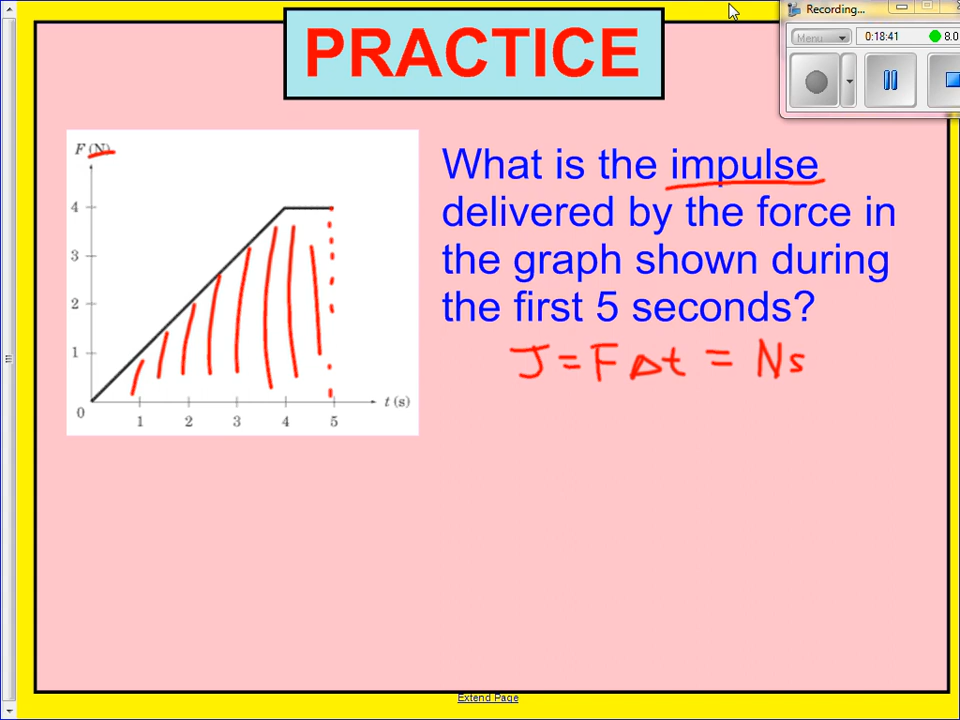 PRACTICE
Recording...
Menu
0:18:41
8.0
F (N)
4
3
2
1
0
1 2 3 4 5
t (s)
What is the impulse
delivered by the force in
the graph shown during
the first 5 seconds?
J = F Δt = Ns
Extend Page